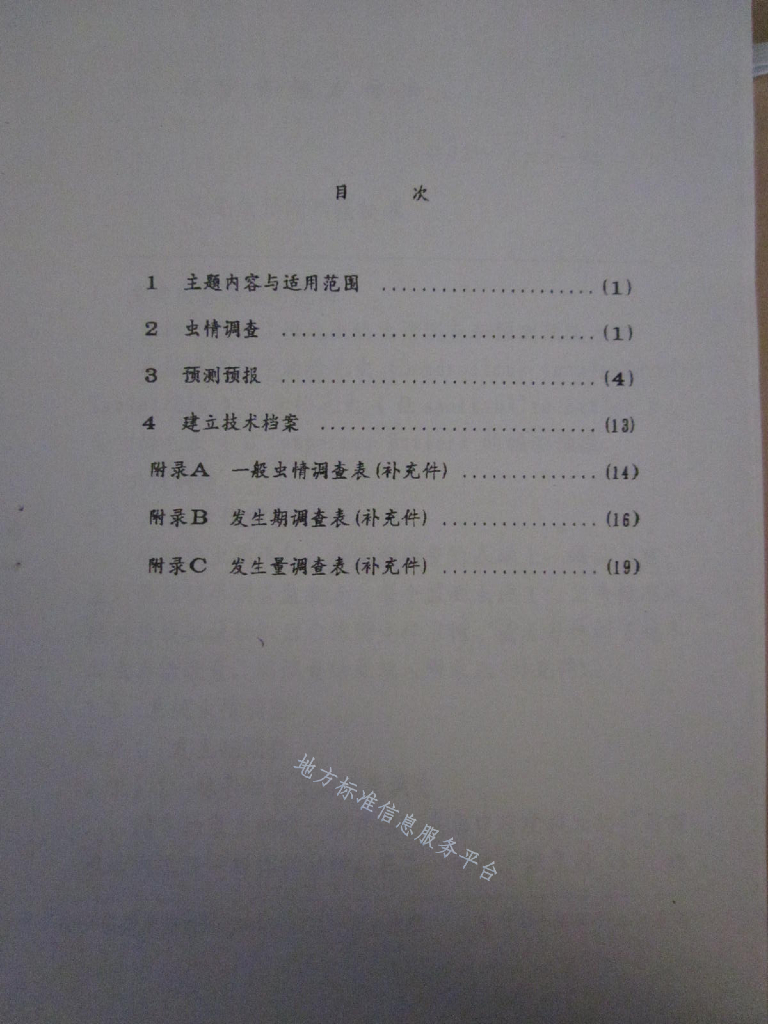 目 次
1 主题内容与适用范围 ......................(1)
2 虫情调查 ................................(1)
3 预测预报 ................................(4)
4 建立技术档案 ............................(13)
附录A 一般虫情调查表(补充件) ..............(14)
附录B 发生期调查表(补充件) ................(16)
附录C 发生量调查表(补充件) ................(19)
地方标准信息服务平台